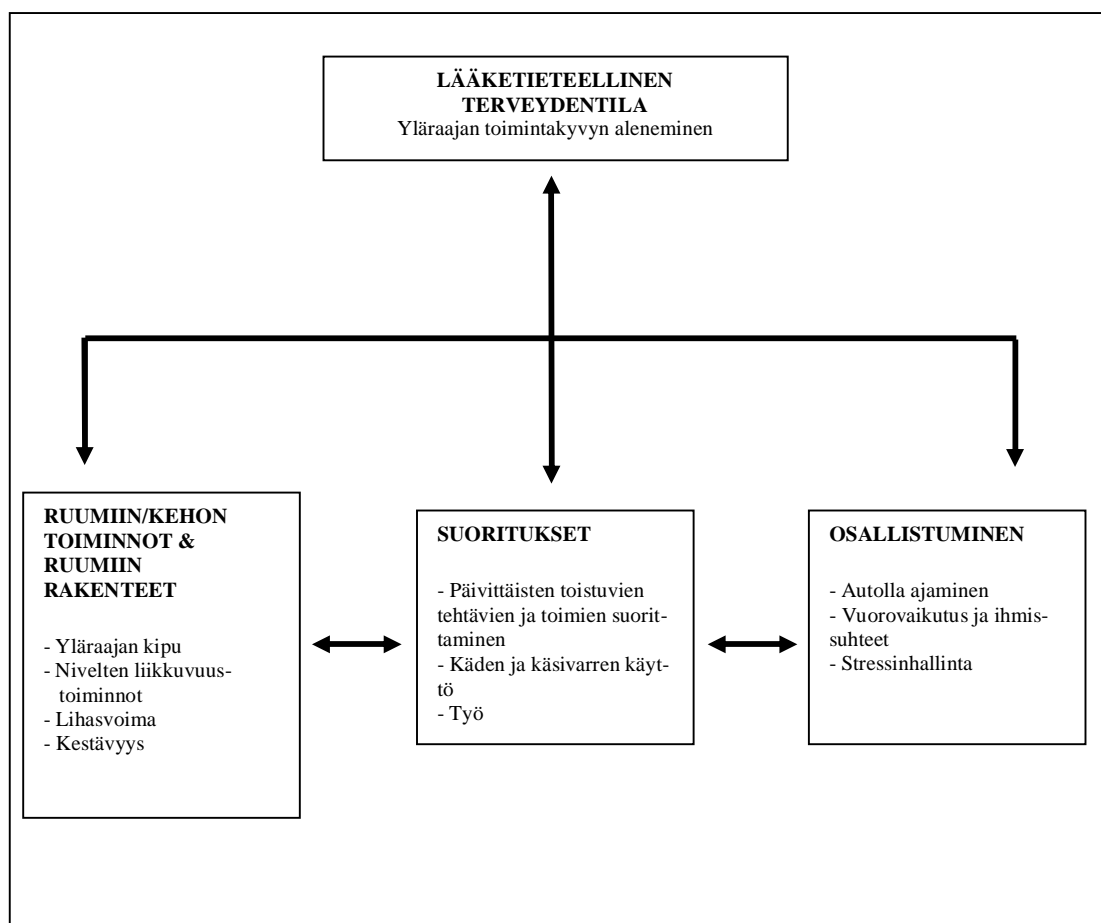 LÄÄKETIETEELLINEN
TERVEYDENTILA
Yläraajan toimintakyvyn aleneminen
RUUMIIN/KEHON
TOIMINNOT &
RUUMIIN
RAKENTEET
- Yläraajan kipu
- Nivelten liikkuvuus-
toiminnot
- Lihasvoima
- Kestävyys
SUORITUKSET
- Päivittäisten toistuvien
tehtävien ja toimien suorit-
taminen
- Käden ja käsivarren käyt-
tö
- Työ
OSALLISTUMINEN
- Autolla ajaminen
- Vuorovaikutus ja ihmis-
suhteet
- Stressinhallinta